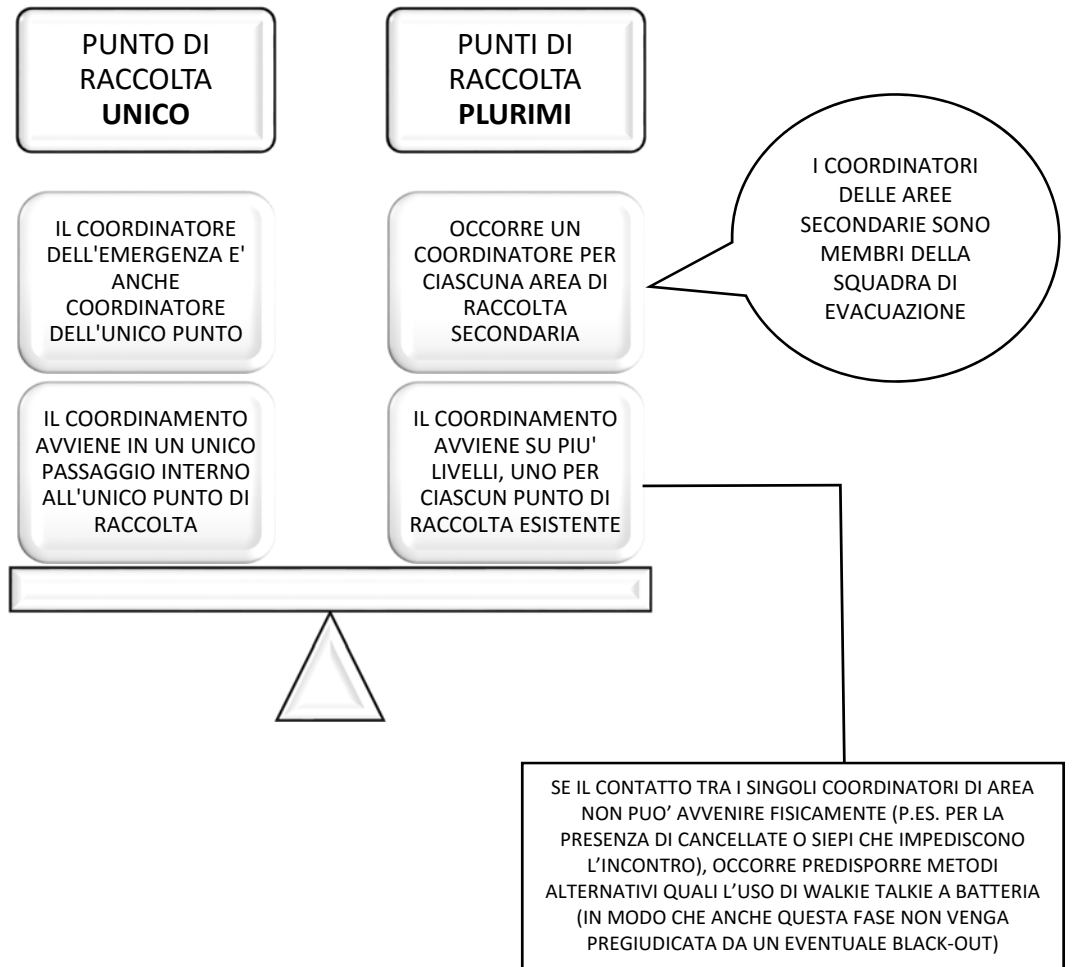 PUNTO DI
RACCOLTA
UNICO
IL COORDINATORE
DELL'EMERGENZA E'
ANCHE
COORDINATORE
DELL'UNICO PUNTO
IL COORDINAMENTO
AVVIENE IN UN UNICO
PASSAGGIO INTERNO
ALL'UNICO PUNTO DI
RACCOLTA
PUNTI DI
RACCOLTA
PLURIMI
OCCORRE UN
COORDINATORE PER
CIASCUNA AREA DI
RACCOLTA
SECONDARIA
IL COORDINAMENTO
AVVIENE SU PIU'
LIVELLI, UNO PER
CIASCUN PUNTO DI
RACCOLTA ESISTENTE
I COORDINATORI
DELLE AREE
SECONDARIE SONO
MEMBRI DELLA
SQUADRA DI
EVACUAZIONE
SE IL CONTATTO TRA I SINGOLI COORDINATORI DI AREA
NON PUO’ AVVENIRE FISICAMENTE (P.ES. PER LA
PRESENZA DI CANCELLATE O SIEPI CHE IMPEDISCONO
L’INCONTRO), OCCORRE PREDISPORRE METODI
ALTERNATIVI QUALI L’USO DI WALKIE TALKIE A BATTERIA
(IN MODO CHE ANCHE QUESTA FASE NON VENGA
PREGIUDICATA DA UN EVENTUALE BLACK-OUT)